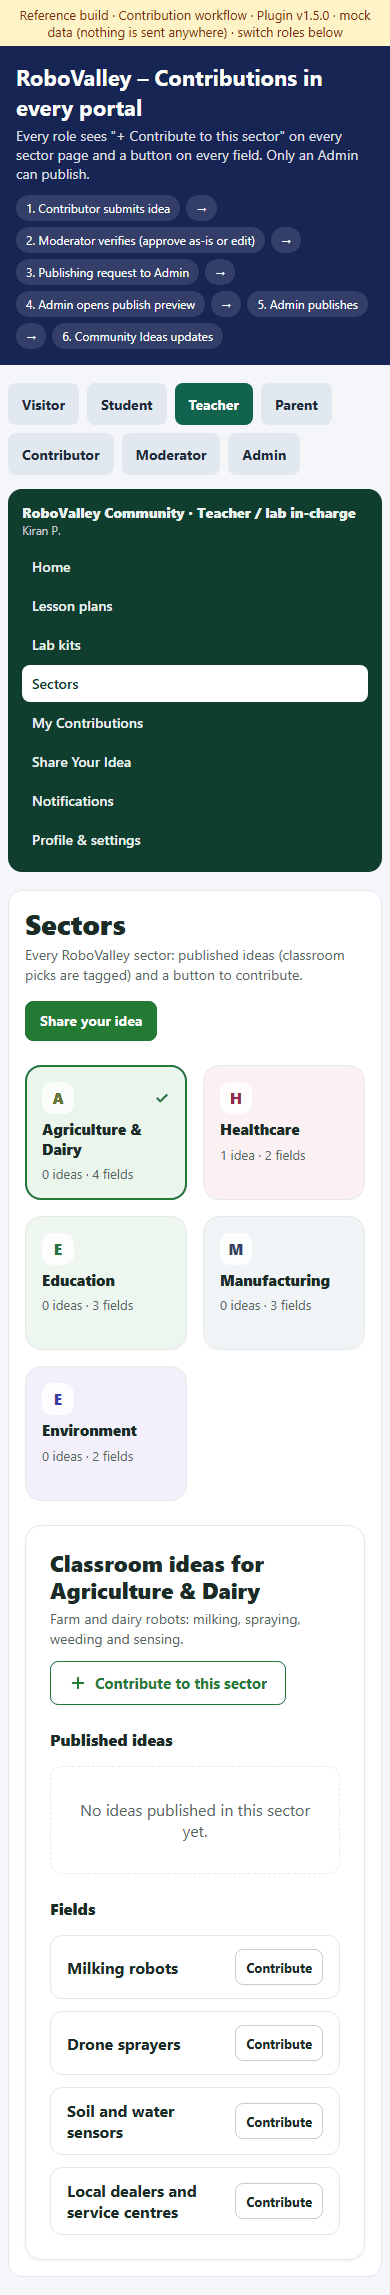 Reference build · Contribution workflow · Plugin v1.5.0 · mock
data (nothing is sent anywhere) · switch roles below
RoboValley – Contributions in
every portal
Every role sees "+ Contribute to this sector" on every
sector page and a button on every field. Only an Admin
can publish.
1. Contributor submits idea →
2. Moderator verifies (approve as-is or edit) →
3. Publishing request to Admin →
4. Admin opens publish preview → 5. Admin publishes
→ 6. Community Ideas updates
Visitor Student Teacher Parent
Contributor Moderator Admin
RoboValley Community · Teacher / lab in-charge
Kiran P.
Home
Lesson plans
Lab kits
Sectors
My Contributions
Share Your Idea
Notifications
Profile & settings
Sectors
Every RoboValley sector: published ideas (classroom
picks are tagged) and a button to contribute.
Share your idea
A ✓
Agriculture &
Dairy
0 ideas · 4 fields
H
Healthcare
1 idea · 2 fields
E
Education
0 ideas · 3 fields
M
Manufacturing
0 ideas · 3 fields
E
Environment
0 ideas · 2 fields
Classroom ideas for
Agriculture & Dairy
Farm and dairy robots: milking, spraying,
weeding and sensing.
+ Contribute to this sector
Published ideas
No ideas published in this sector
yet.
Fields
Milking robots Contribute
Drone sprayers Contribute
Soil and water
sensors
Contribute
Local dealers and
service centres
Contribute